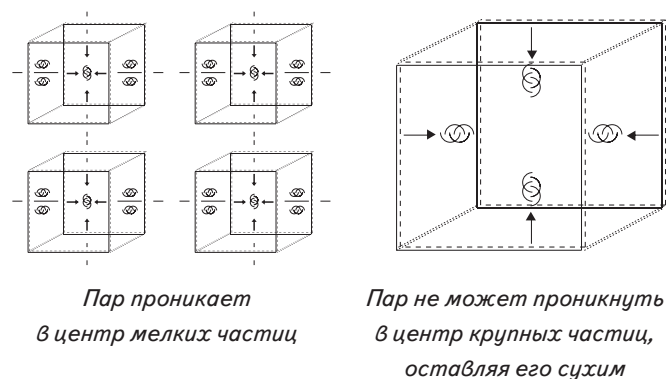 Пар проникает
в центр мелких частиц
Пар не может проникнуть
в центр крупных частиц,
оставляя его сухим